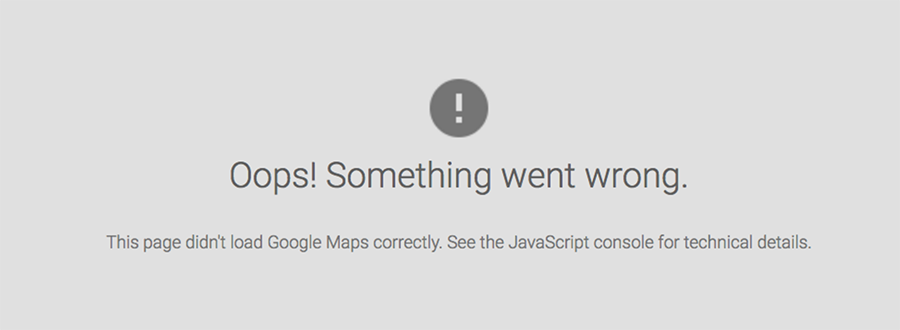 Oops! Something went wrong.
This page didn't load Google Maps correctly. See the JavaScript console for technical details.